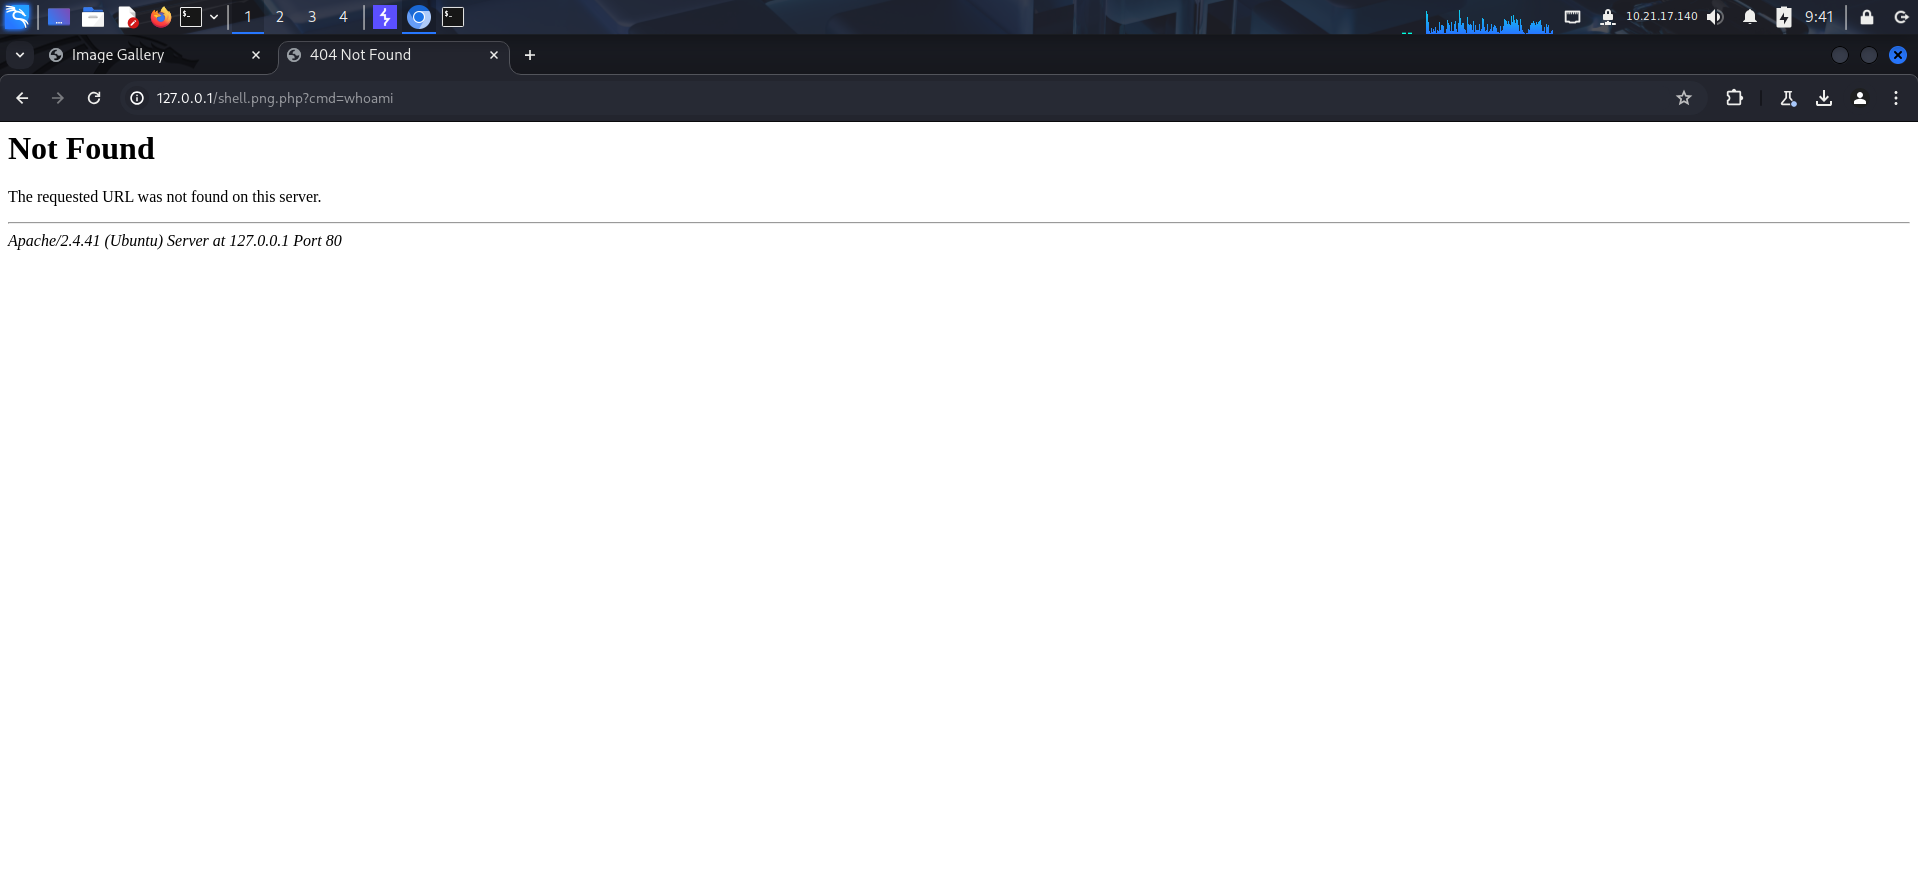 1 2 3 4 10.21.17.140 9:41
Image Gallery 404 Not Found
127.0.0.1/shell.png.php?cmd=whoami
Not Found
The requested URL was not found on this server.
Apache/2.4.41 (Ubuntu) Server at 127.0.0.1 Port 80